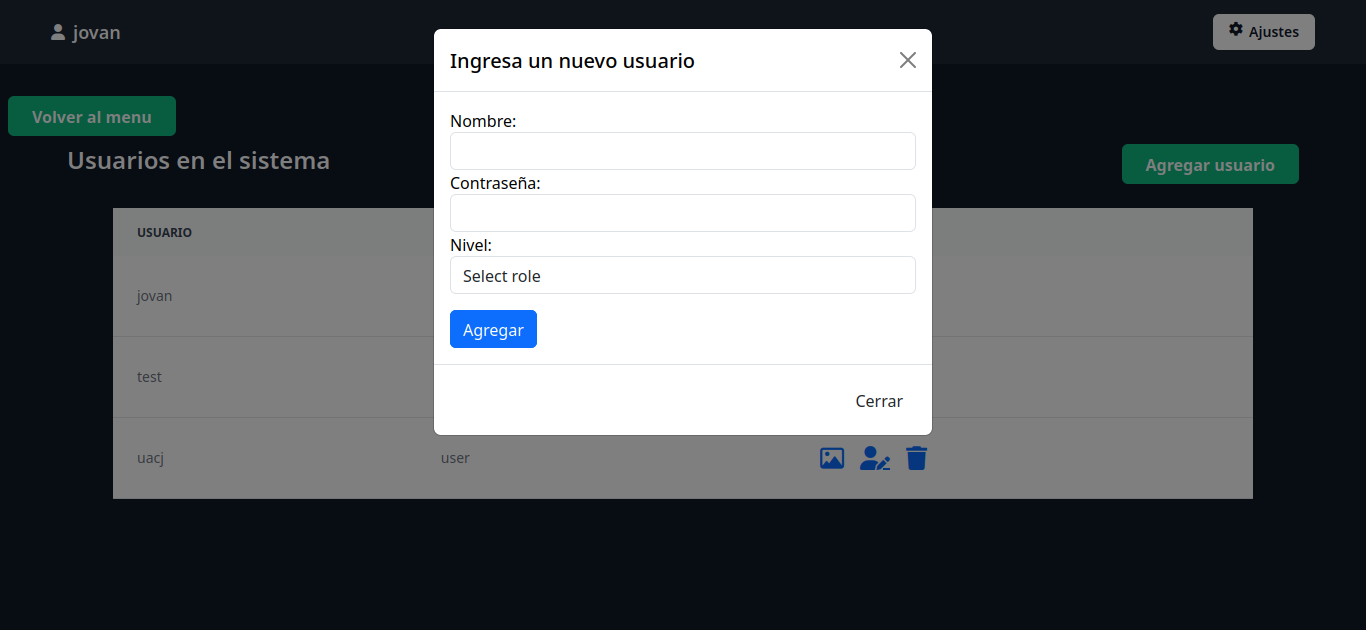 jovan
Ajustes
Volver al menu
Usuarios en el sistema
Agregar usuario
Ingresa un nuevo usuario
Nombre:
Contraseña:
Nivel:
Select role
Agregar
Cerrar
USUARIO
jovan
test
uacj
user